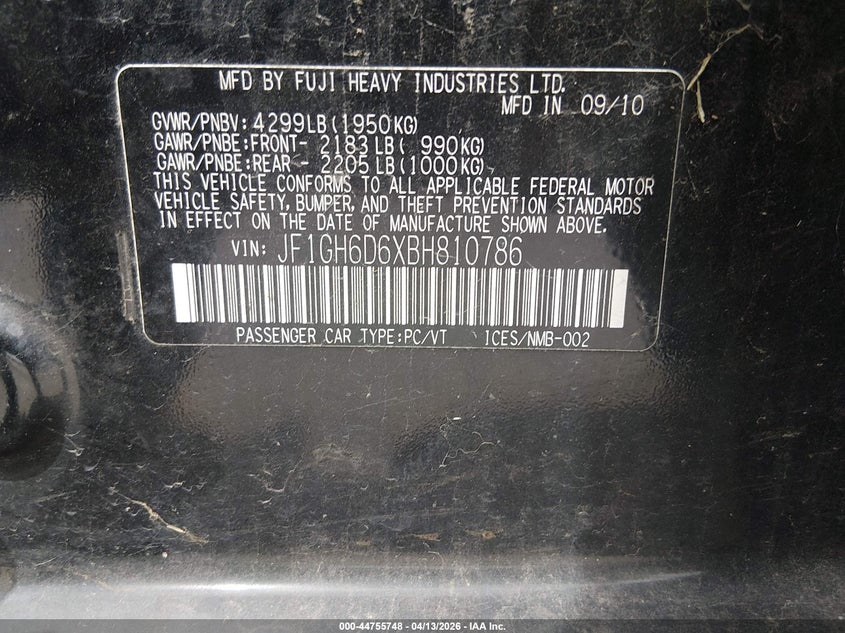 MFD BY FUJI HEAVY INDUSTRIES LTD.
MFD IN 09/10
GVWR/PNBV: 4299LB(1950KG)
GAWR/PNBE:FRONT- 2183LB( 990KG)
GAWR/PNBE:REAR - 2205LB(1000KG)
THIS VEHICLE CONFORMS TO ALL APPLICABLE FEDERAL MOTOR
VEHICLE SAFETY, BUMPER, AND THEFT PREVENTION STANDARDS
IN EFFECT ON THE DATE OF MANUFACTURE SHOWN ABOVE.
VIN: JF1GH6D6XBH810786
PASSENGER CAR TYPE:PC/VT ICES/NMB-002
000-44755748 - 04/13/2026 - IAA Inc.